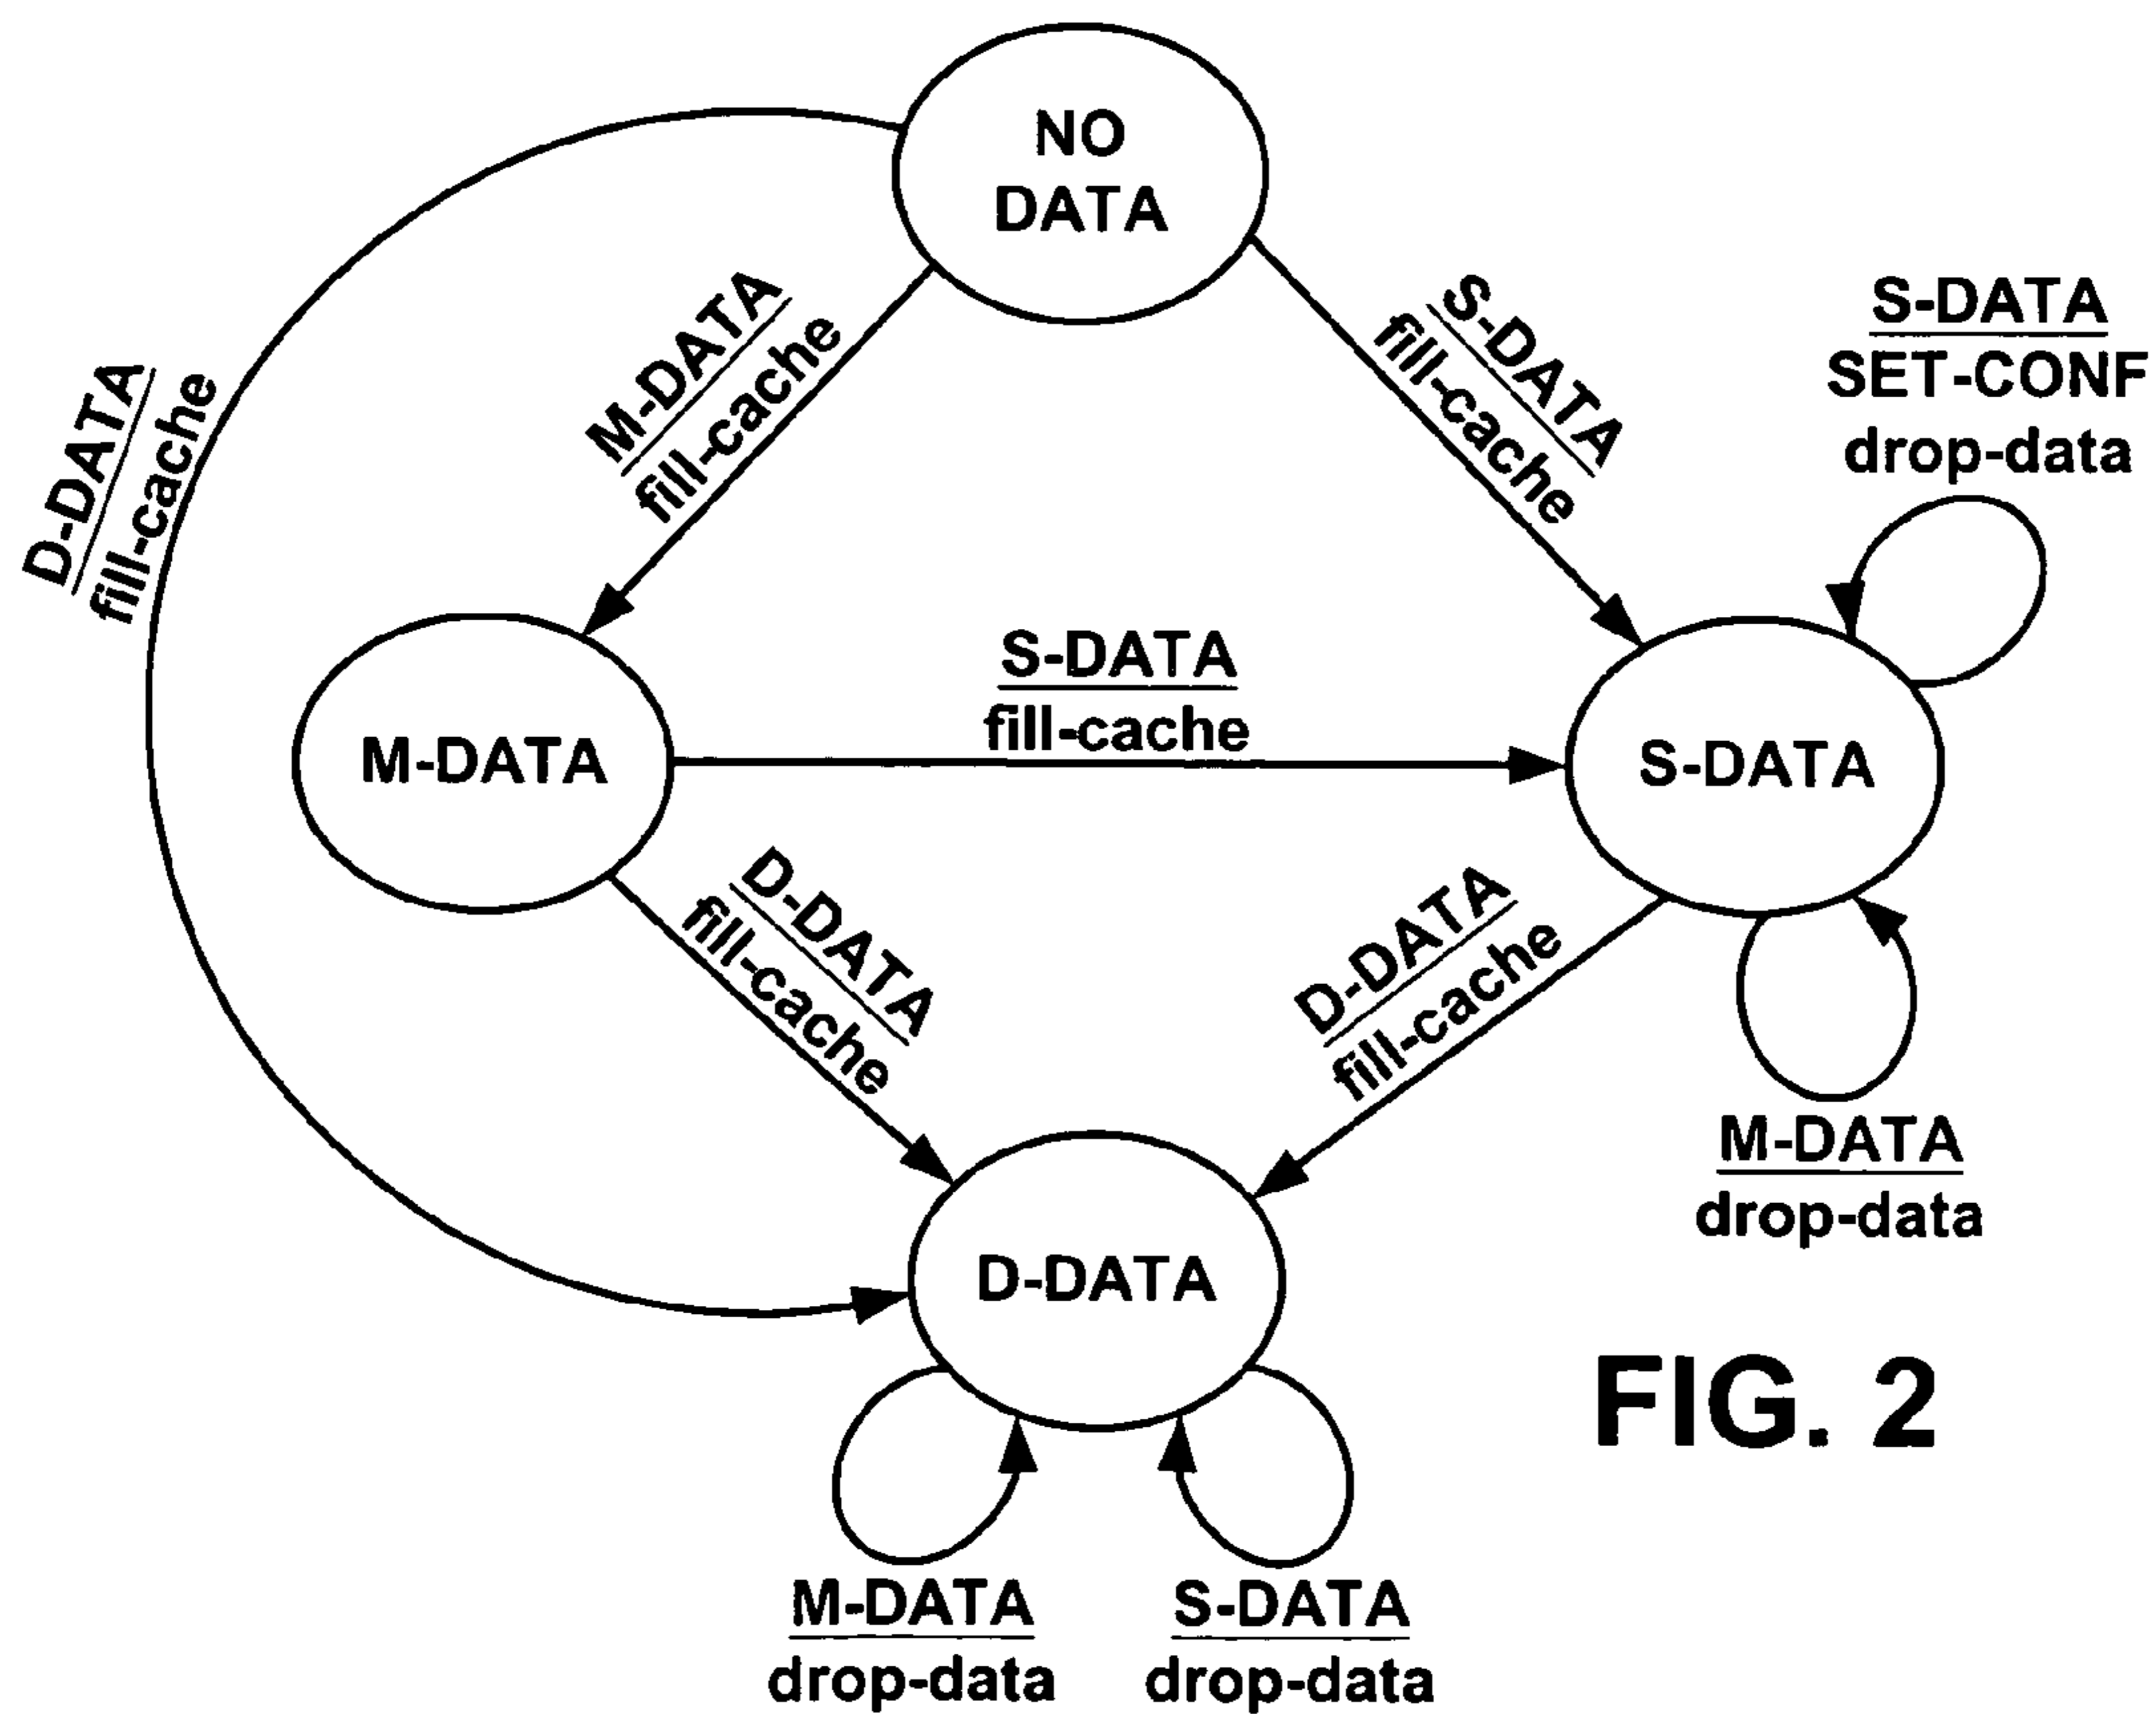 NO
DATA
D-DATA
fill-cache
M-DATA
fill-cache
S-DATA
fill-cache
S-DATA
SET-CONF
drop-data
M-DATA
S-DATA
fill-cache
S-DATA
D-DATA
fill-cache
D-DATA
fill-cache
M-DATA
drop-data
D-DATA
FIG. 2
M-DATA
drop-data
S-DATA
drop-data